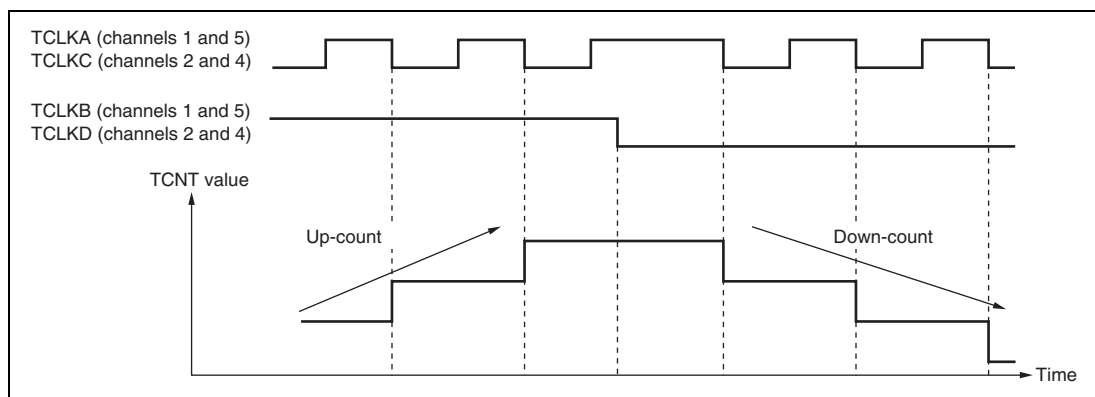 TCLKA (channels 1 and 5)
TCLKC (channels 2 and 4)
TCLKB (channels 1 and 5)
TCLKD (channels 2 and 4)
TCNT value
Up-count
Down-count
Time